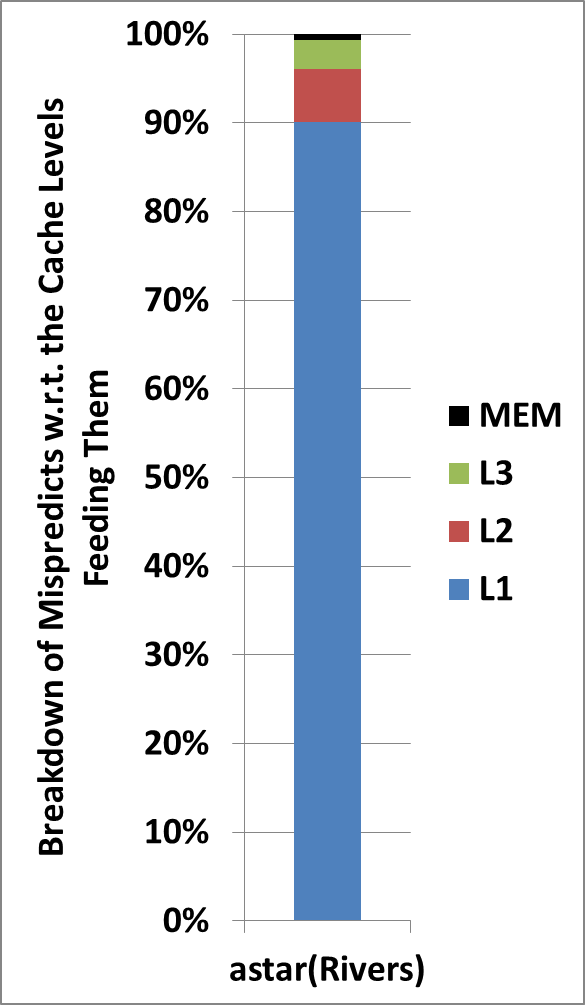 Breakdown of Mispredicts w.r.t. the Cache Levels
Feeding Them
100%
90%
80%
70%
60%
50%
40%
30%
20%
10%
0%
astar(Rivers)
MEM
L3
L2
L1